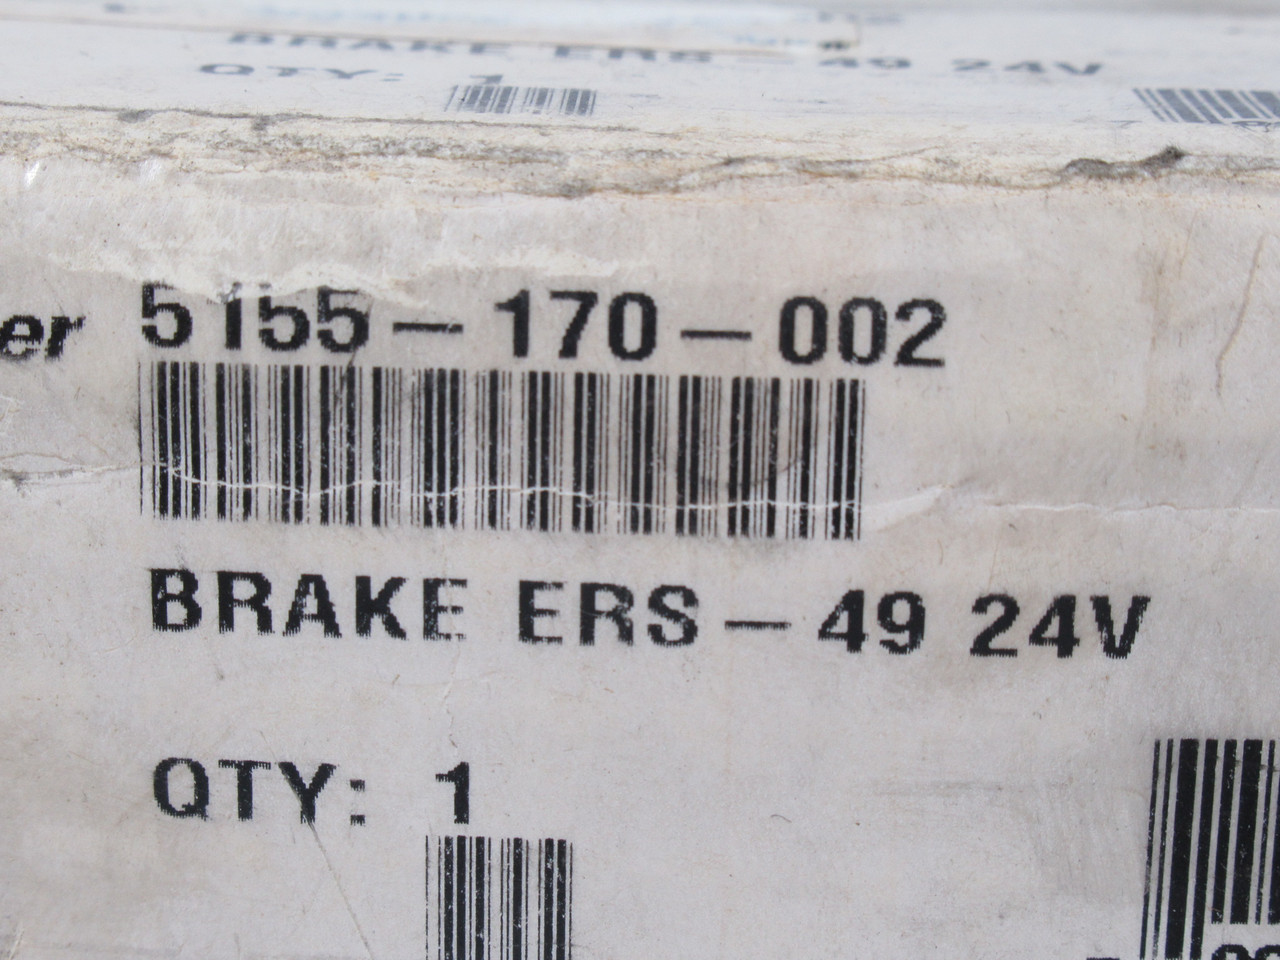 BRAKE ERS-49 24V
QTY: 1
er 5155-170-002
BRAKE ERS-49 24V
QTY: 1